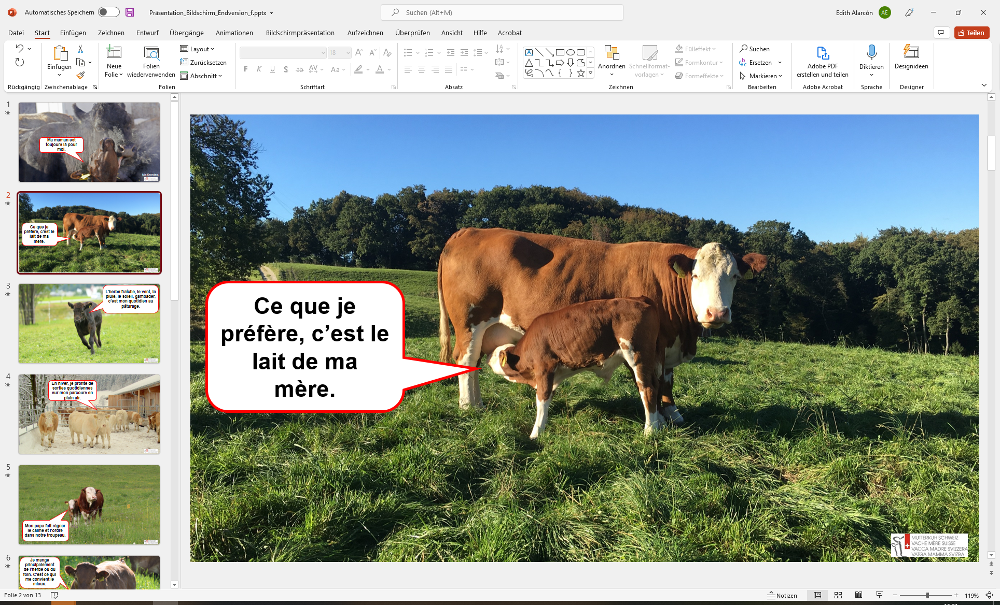 Automatisches Speichern
Präsentation_Bildschirm_Endversion_f.pptx
Suchen (Alt+M)
Edith Alarcón
AE
Datei Start Einfügen Zeichnen Entwurf Übergänge Animationen Bildschirmpräsentation Aufzeichnen Überprüfen Ansicht Hilfe Acrobat
Teilen
Einfügen
Neue
Folie
Folien
wiederverwenden
Layout
Zurücksetzen
Abschnitt
18
F K U S ab AV Aa A
Anordnen
Schnellformat-
vorlagen
Fülleffekt
Formkontur
Formeffekte
Suchen
Ersetzen
Markieren
Adobe PDF
erstellen und teilen
Diktieren
Designideen
Rückgängig Zwischenablage Folien Schriftart Absatz Zeichnen Bearbeiten Adobe Acrobat Sprache Designer
1
Ma maman est
toujours là pour
moi.
2
Ce que je
préfère, c'est le
lait de ma
mère.
3
L'herbe fraîche, le vent, la
pluie, le soleil, gambader,
c'est mon quotidien au
pâturage.
4
En hiver, je profite de
sorties quotidiennes
sur mon parcours en
plein air.
5
Mon papa fait régner
le calme et l'ordre
dans notre troupeau.
6
Je mange
principalement
de l'herbe ou du
foin. C'est ce qui
me convient le
mieux.
Ce que je
préfère, c’est le
lait de ma
mère.
MUTTERKUH SCHWEIZ
VACHE MÈRE SUISSE
VACCA MADRE SVIZZERA
VATGA MAMMA SVIZRA
Folie 2 von 13
Notizen
119%